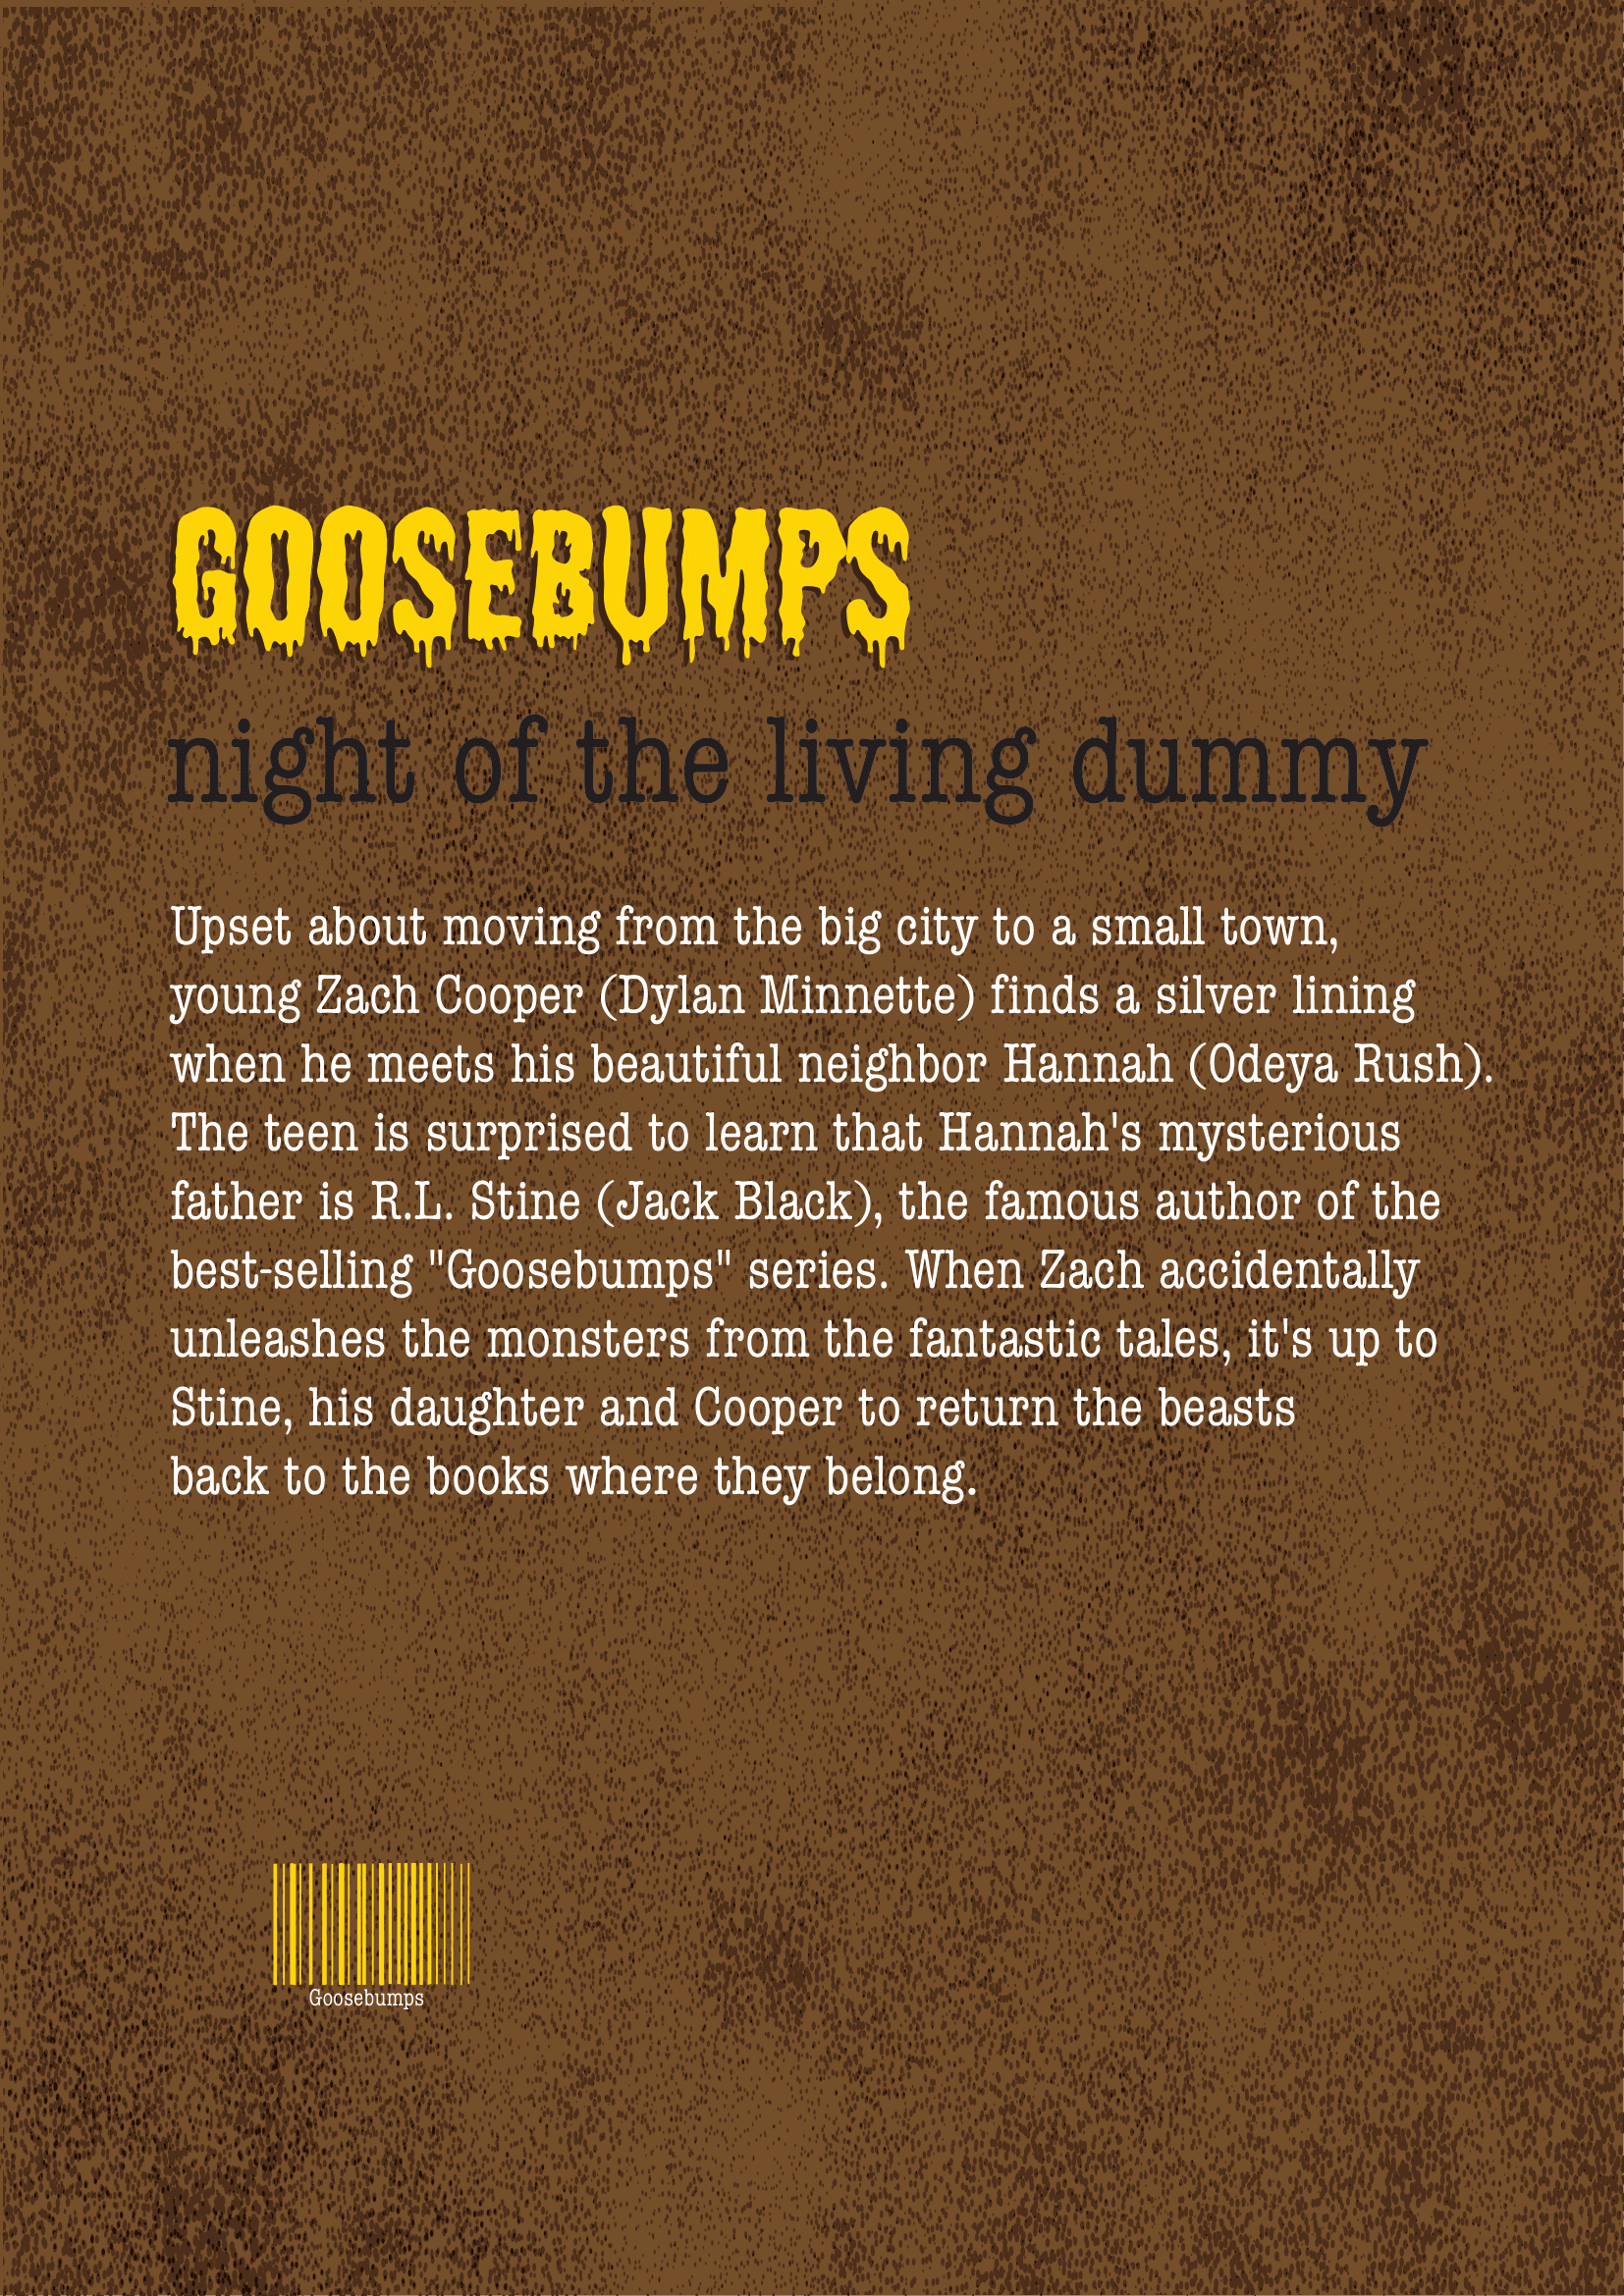 GOOSEBUMPS
night of the living dummy
Upset about moving from the big city to a small town,
young Zach Cooper (Dylan Minnette) finds a silver lining
when he meets his beautiful neighbor Hannah (Odeya Rush).
The teen is surprised to learn that Hannah's mysterious
father is R.L. Stine (Jack Black), the famous author of the
best-selling "Goosebumps" series. When Zach accidentally
unleashes the monsters from the fantastic tales, it's up to
Stine, his daughter and Cooper to return the beasts
back to the books where they belong.
Goosebumps